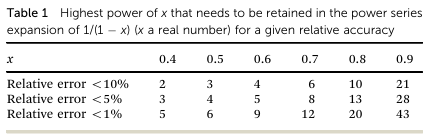 Table 1 Highest power of x that needs to be retained in the power series
expansion of 1/(1 − x) (x a real number) for a given relative accuracy
x 0.4 0.5 0.6 0.7 0.8 0.9
Relative error <10% 2 3 4 6 10 21
Relative error <5% 3 4 5 8 13 28
Relative error <1% 5 6 9 12 20 43